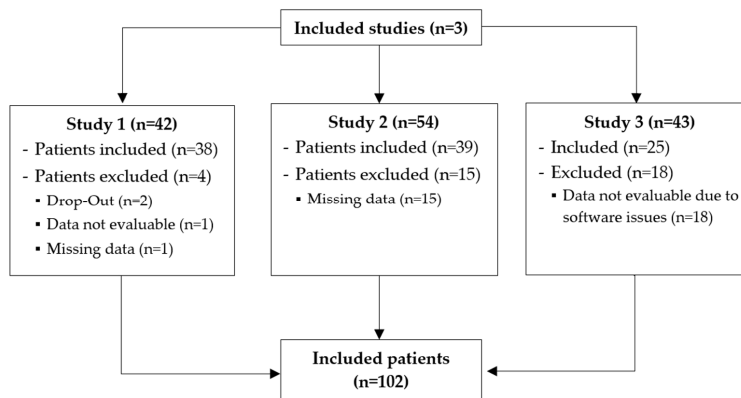 Included studies (n=3)
Study 1 (n=42)
- Patients included (n=38)
- Patients excluded (n=4)
▪ Drop-Out (n=2)
▪ Data not evaluable (n=1)
▪ Missing data (n=1)
Study 2 (n=54)
- Patients included (n=39)
- Patients excluded (n=15)
▪ Missing data (n=15)
Study 3 (n=43)
- Included (n=25)
- Excluded (n=18)
▪ Data not evaluable due to
software issues (n=18)
Included patients
(n=102)